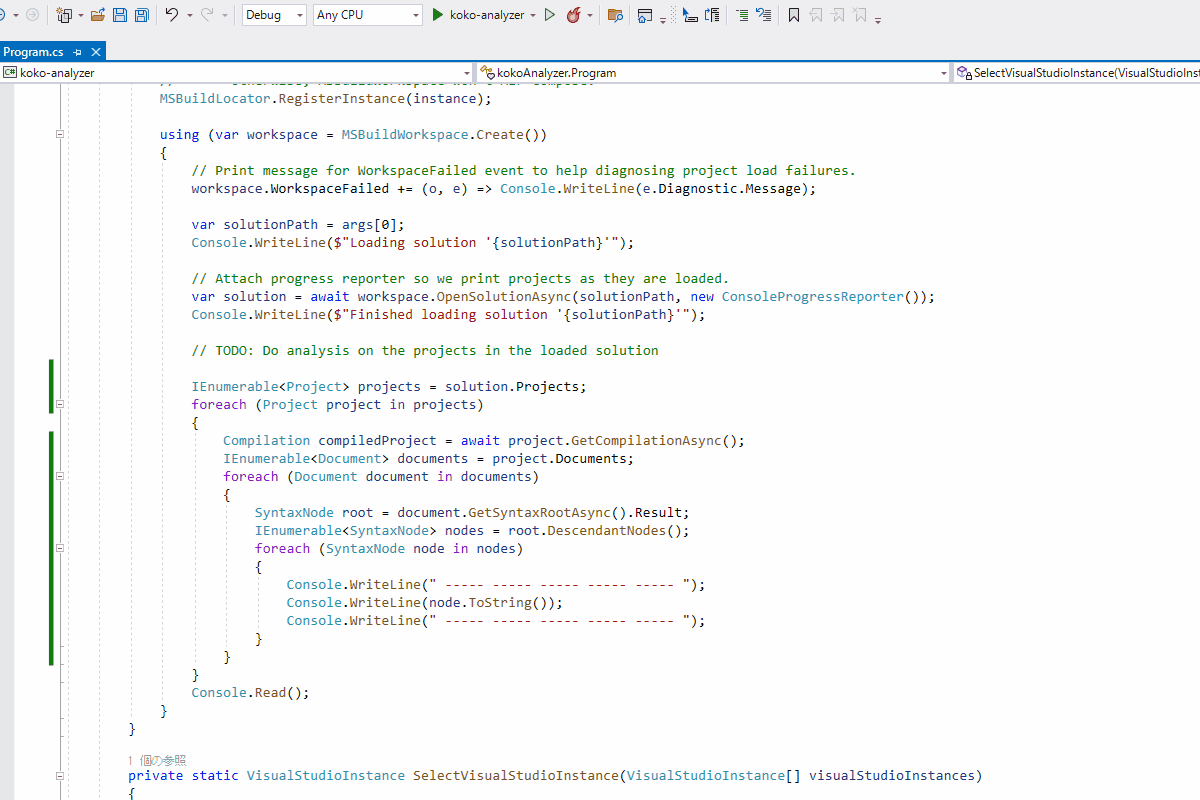 Debug Any CPU koko-analyzer
Program.cs
C# koko-analyzer kokoAnalyzer.Program SelectVisualStudioInstance(VisualStudioInst
MSBuildLocator.RegisterInstance(instance);
using (var workspace = MSBuildWorkspace.Create())
{
// Print message for WorkspaceFailed event to help diagnosing project load failures.
workspace.WorkspaceFailed += (o, e) => Console.WriteLine(e.Diagnostic.Message);
var solutionPath = args[0];
Console.WriteLine($"Loading solution '{solutionPath}'");
// Attach progress reporter so we print projects as they are loaded.
var solution = await workspace.OpenSolutionAsync(solutionPath, new ConsoleProgressReporter());
Console.WriteLine($"Finished loading solution '{solutionPath}'");
// TODO: Do analysis on the projects in the loaded solution
IEnumerable<Project> projects = solution.Projects;
foreach (Project project in projects)
{
Compilation compiledProject = await project.GetCompilationAsync();
IEnumerable<Document> documents = project.Documents;
foreach (Document document in documents)
{
SyntaxNode root = document.GetSyntaxRootAsync().Result;
IEnumerable<SyntaxNode> nodes = root.DescendantNodes();
foreach (SyntaxNode node in nodes)
{
Console.WriteLine(" ----- ----- ----- ----- ----- ");
Console.WriteLine(node.ToString());
Console.WriteLine(" ----- ----- ----- ----- ----- ");
}
}
}
Console.Read();
}
}
1 個の参照
private static VisualStudioInstance SelectVisualStudioInstance(VisualStudioInstance[] visualStudioInstances)
{